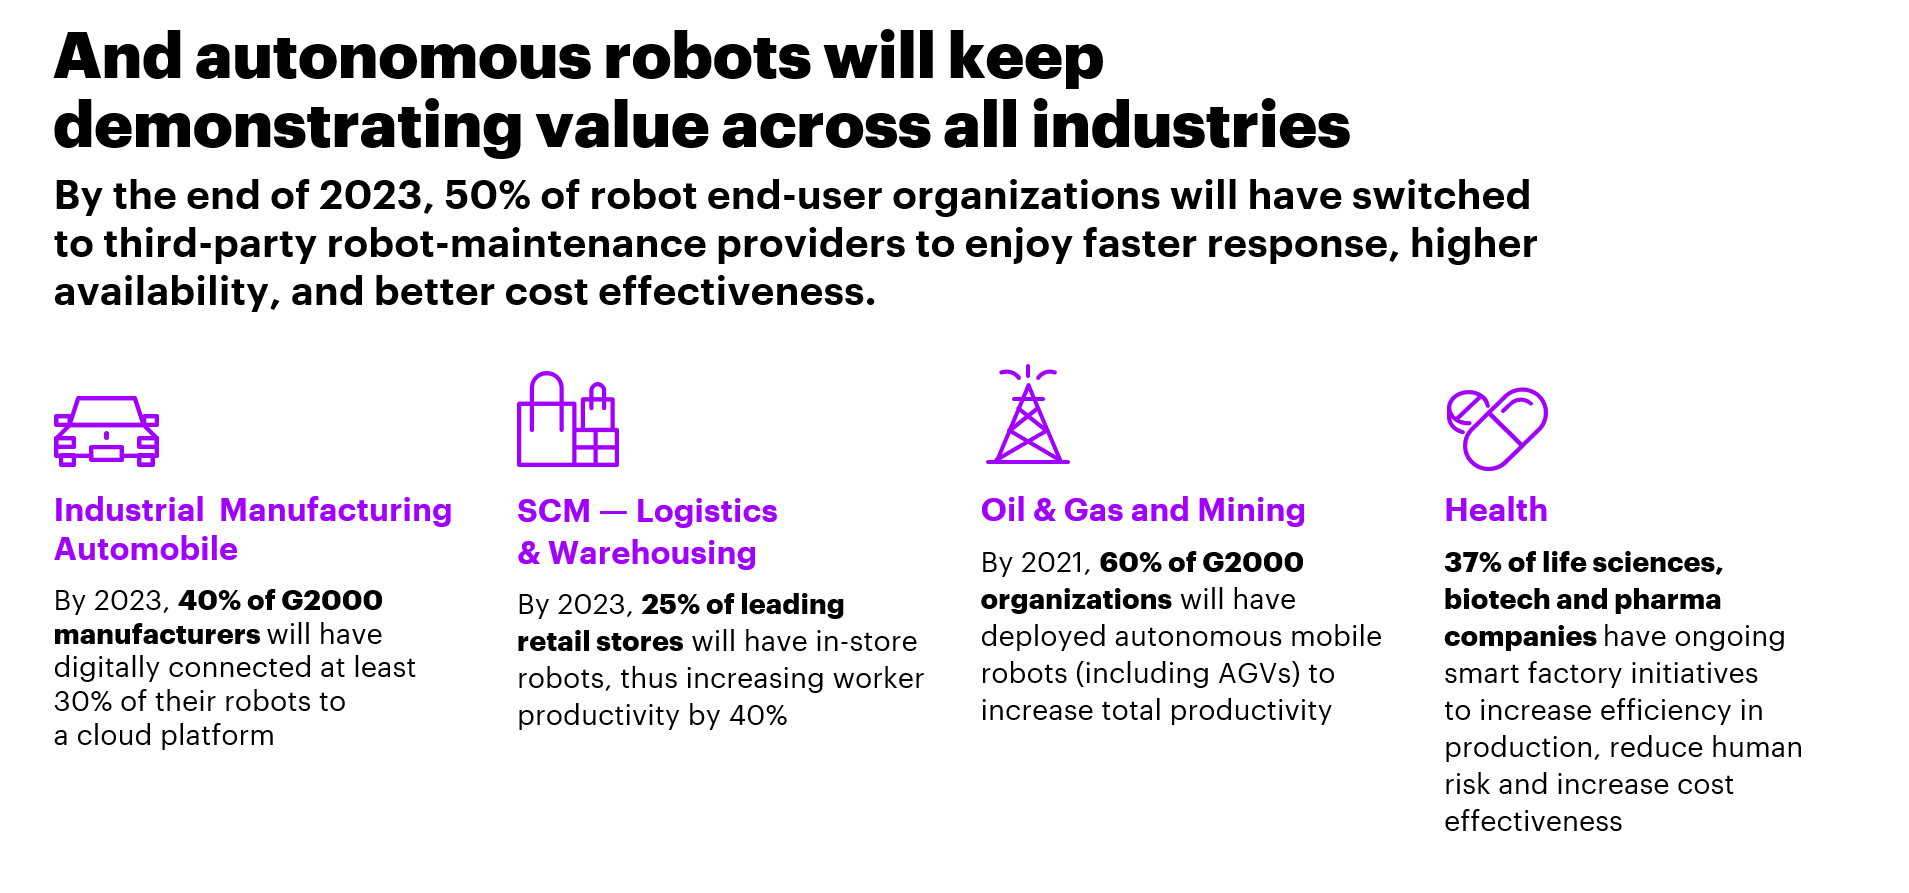 And autonomous robots will keep
demonstrating value across all industries
By the end of 2023, 50% of robot end-user organizations will have switched
to third-party robot-maintenance providers to enjoy faster response, higher
availability, and better cost effectiveness.
Industrial Manufacturing
Automobile
By 2023, 40% of G2000
manufacturers will have
digitally connected at least
30% of their robots to
a cloud platform
SCM — Logistics
& Warehousing
By 2023, 25% of leading
retail stores will have in-store
robots, thus increasing worker
productivity by 40%
Oil & Gas and Mining
By 2021, 60% of G2000
organizations will have
deployed autonomous mobile
robots (including AGVs) to
increase total productivity
Health
37% of life sciences,
biotech and pharma
companies have ongoing
smart factory initiatives
to increase efficiency in
production, reduce human
risk and increase cost
effectiveness